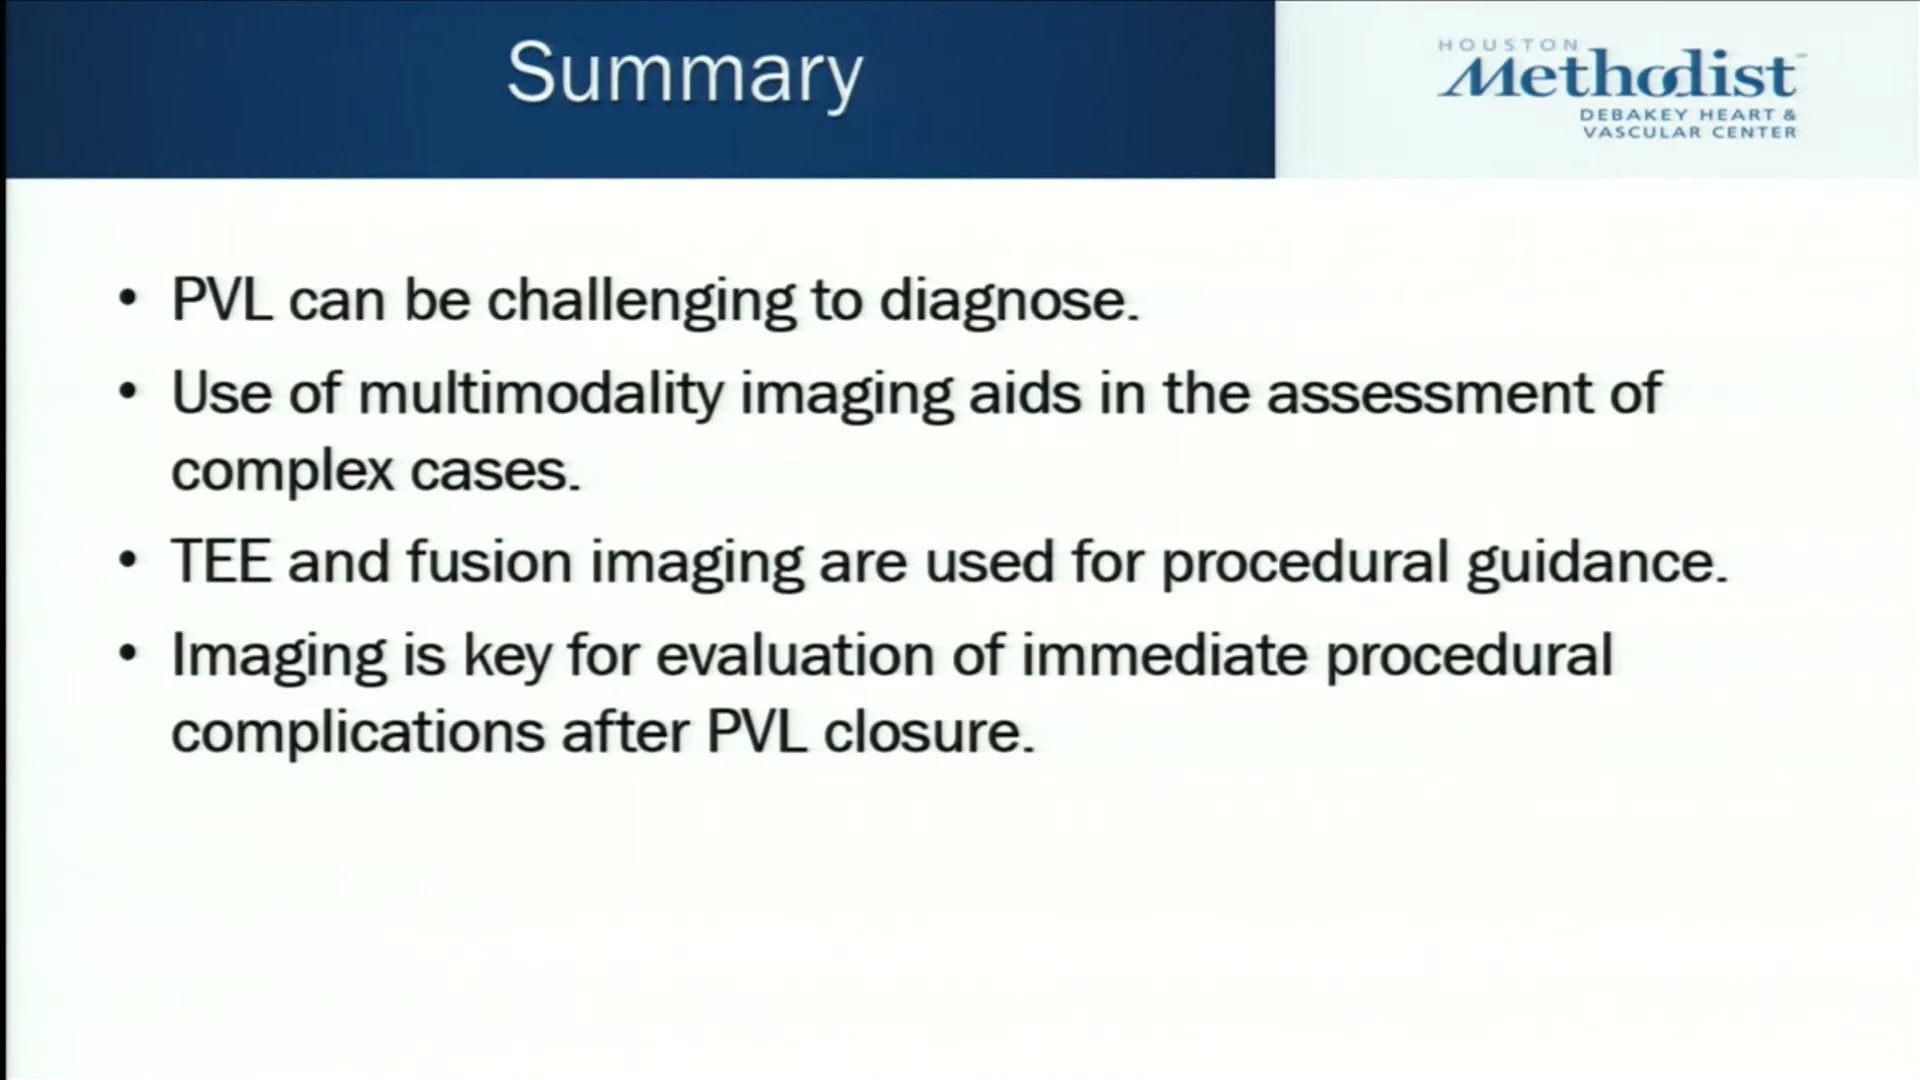 Summary
HOUSTON
Methodist
DEBAKEY HEART &
VASCULAR CENTER
• PVL can be challenging to diagnose.
• Use of multimodality imaging aids in the assessment of
complex cases.
• TEE and fusion imaging are used for procedural guidance.
• Imaging is key for evaluation of immediate procedural
complications after PVL closure.